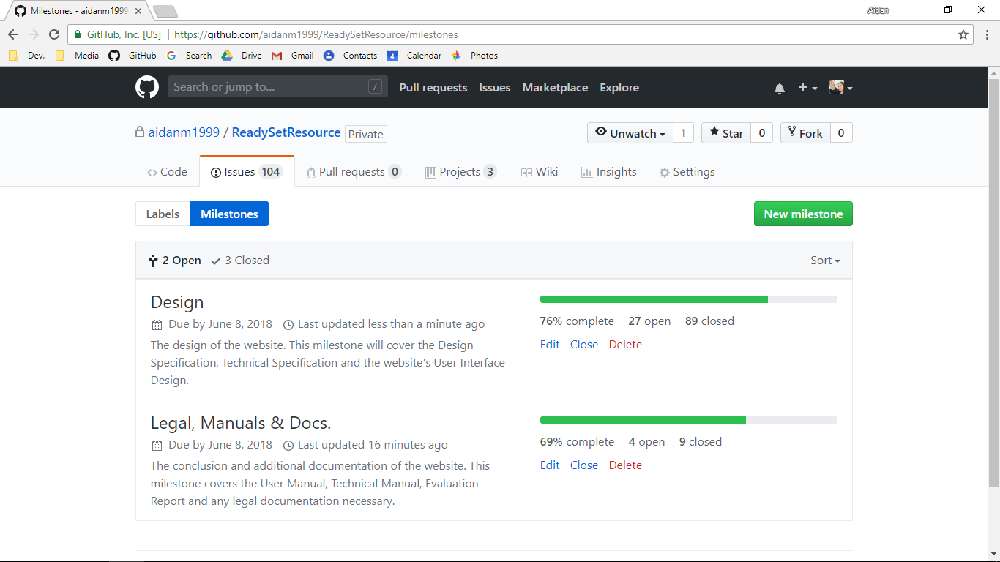 Milestones - aidanm1999
Aidan
GitHub, Inc. [US] https://github.com/aidanm1999/ReadySetResource/milestones
Dev. Media GitHub Search Drive Gmail Contacts 4 Calendar Photos
Search or jump to... / Pull requests Issues Marketplace Explore
aidanm1999 / ReadySetResource Private Unwatch 1 Star 0 Fork 0
Code Issues 104 Pull requests 0 Projects 3 Wiki Insights Settings
Labels Milestones New milestone
2 Open 3 Closed Sort
Design
Due by June 8, 2018 Last updated less than a minute ago
The design of the website. This milestone will cover the Design
Specification, Technical Specification and the website's User Interface
Design.
76% complete 27 open 89 closed
Edit Close Delete
Legal, Manuals & Docs.
Due by June 8, 2018 Last updated 16 minutes ago
The conclusion and additional documentation of the website. This
milestone covers the User Manual, Technical Manual, Evaluation
Report and any legal documentation necessary.
69% complete 4 open 9 closed
Edit Close Delete